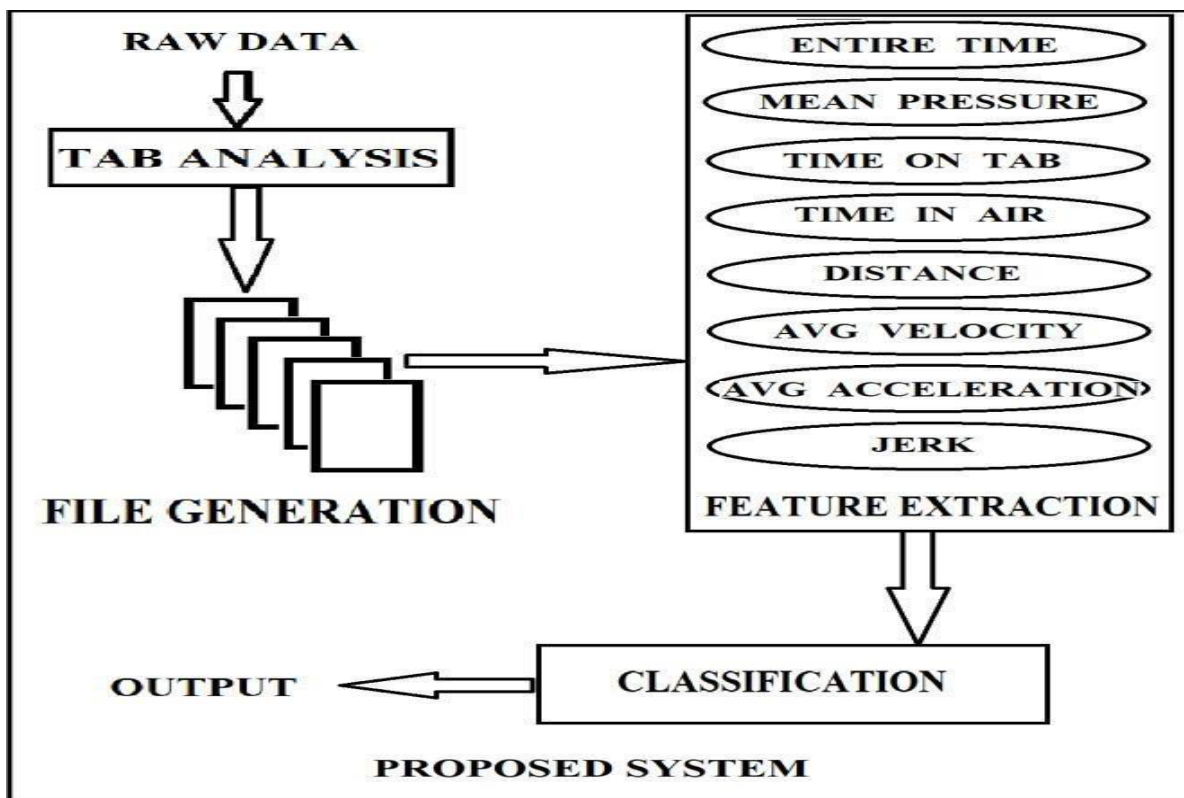 RAW DATA
TAB ANALYSIS
FILE GENERATION
ENTIRE TIME
MEAN PRESSURE
TIME ON TAB
TIME IN AIR
DISTANCE
AVG VELOCITY
AVG ACCELERATION
JERK
FEATURE EXTRACTION
CLASSIFICATION
OUTPUT
PROPOSED SYSTEM